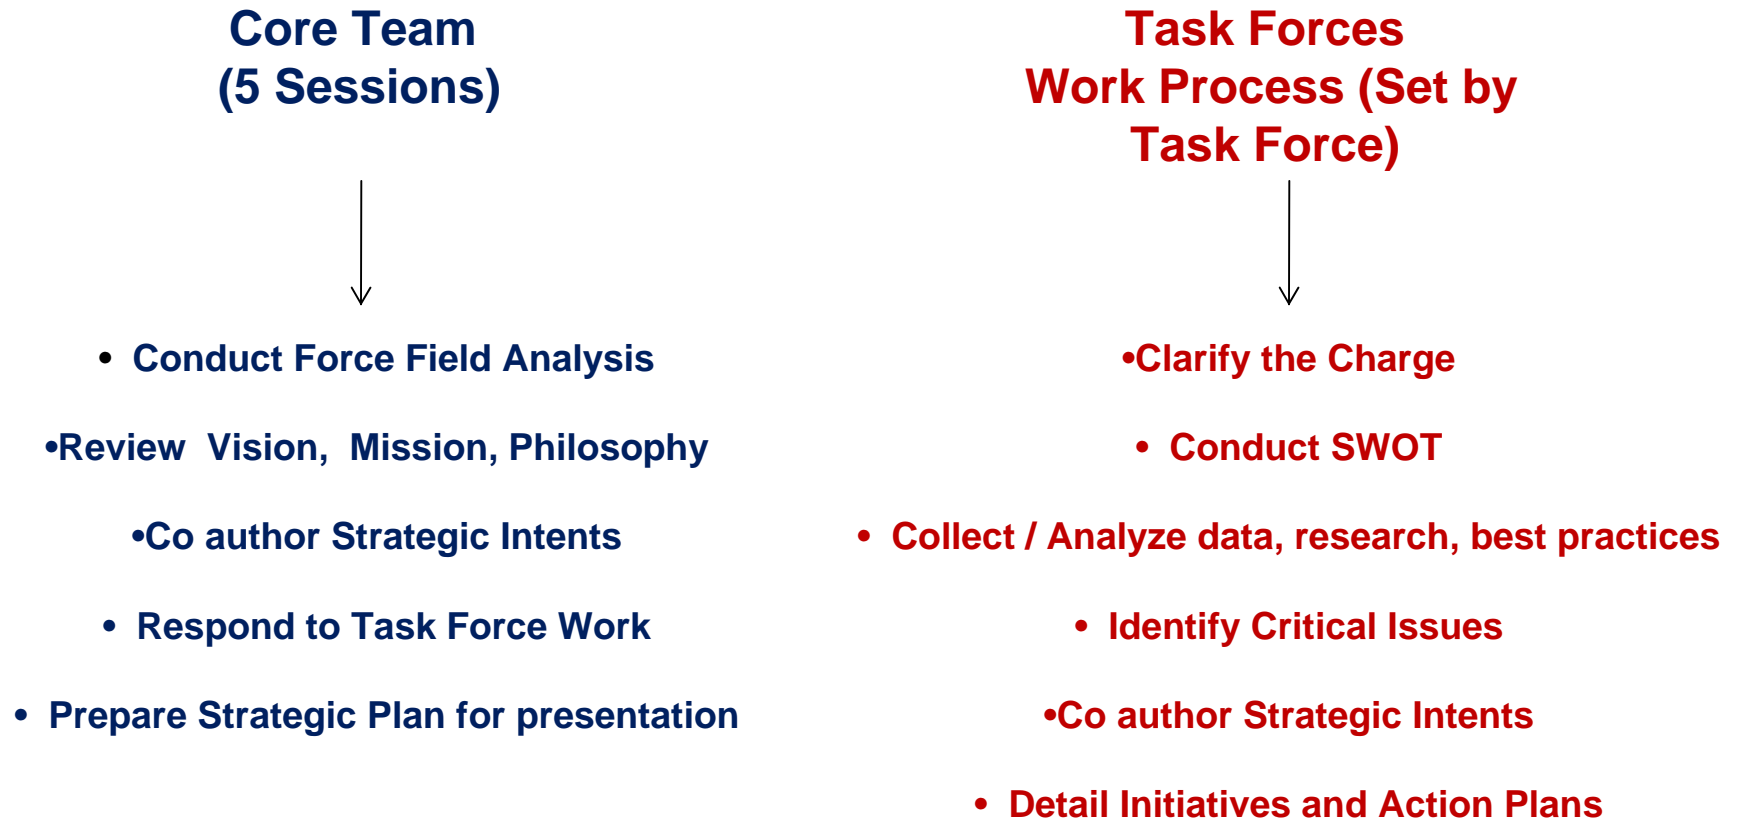 Core Team
(5 Sessions)
• Conduct Force Field Analysis
•Review Vision, Mission, Philosophy
•Co author Strategic Intents
• Respond to Task Force Work
• Prepare Strategic Plan for presentation
Task Forces
Work Process (Set by
Task Force)
•Clarify the Charge
• Conduct SWOT
• Collect / Analyze data, research, best practices
• Identify Critical Issues
•Co author Strategic Intents
• Detail Initiatives and Action Plans